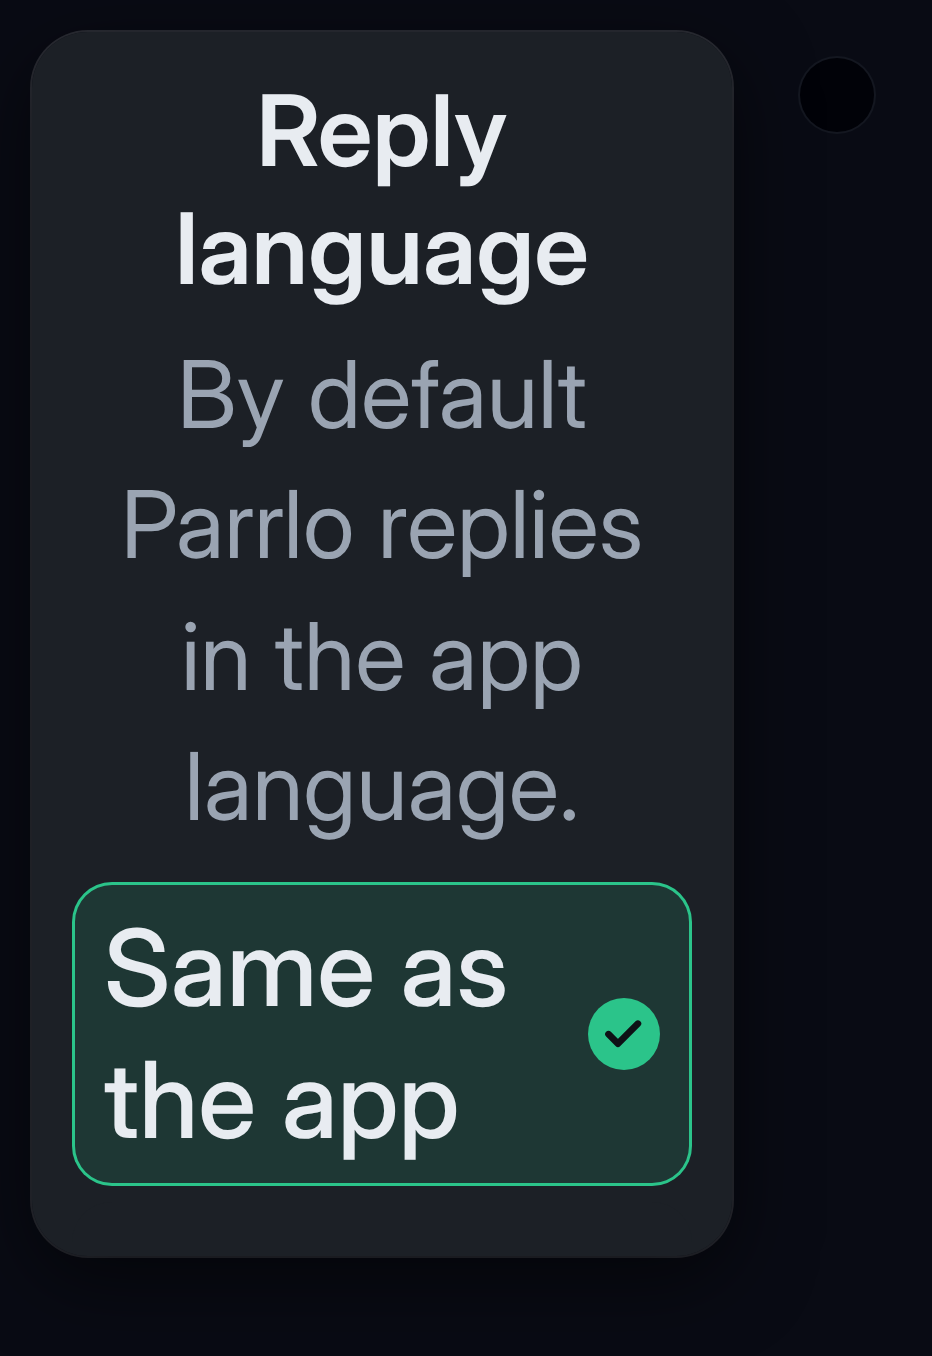 Reply
language
By default
Parrlo replies
in the app
language.
Same as
the app